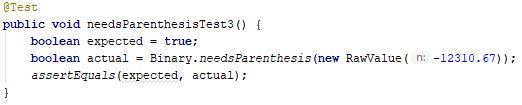 @Test
public void needsParenthesisTest3() {
    boolean expected = true;
    boolean actual = Binary.needsParenthesis(new RawValue( n: -12310.67));
    assertEquals(expected, actual);
}